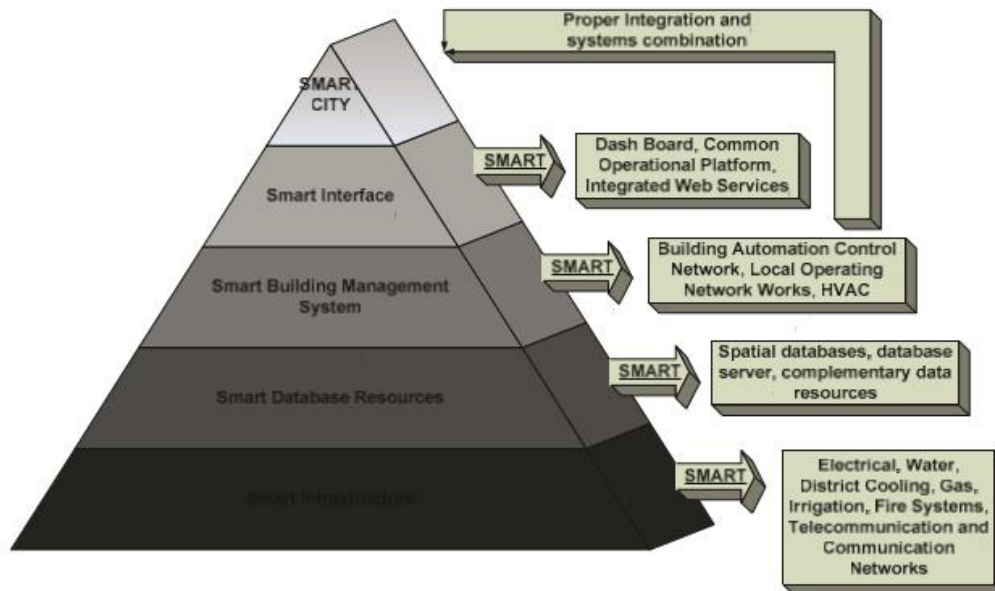 Proper Integration and
systems combination
SMART
CITY
SMART
Dash Board, Common
Operational Platform,
Integrated Web Services
Smart Interface
SMART
Building Automation Control
Network, Local Operating
Network Works, HVAC
Smart Building Management
System
SMART
Spatial databases, database
server, complementary data
resources
Smart Database Resources
SMART
Electrical, Water,
District Cooling, Gas,
Irrigation, Fire Systems,
Telecommunication and
Communication
Networks
Smart Infrastructure